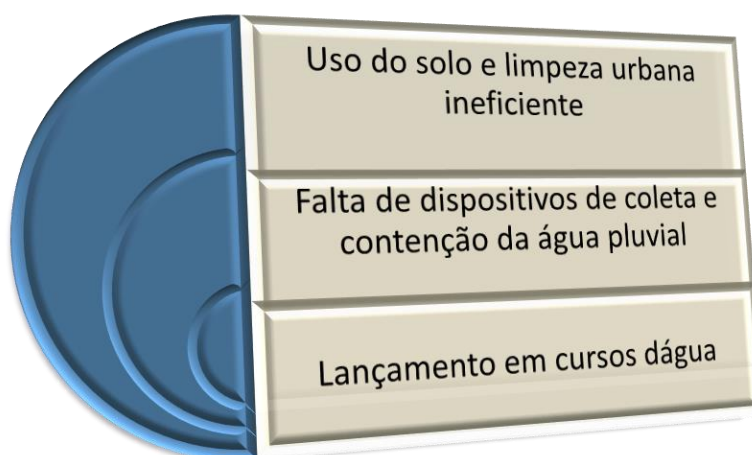 Uso do solo e limpeza urbana
ineficiente
Falta de dispositivos de coleta e
contenção da água pluvial
Lançamento em cursos dágua